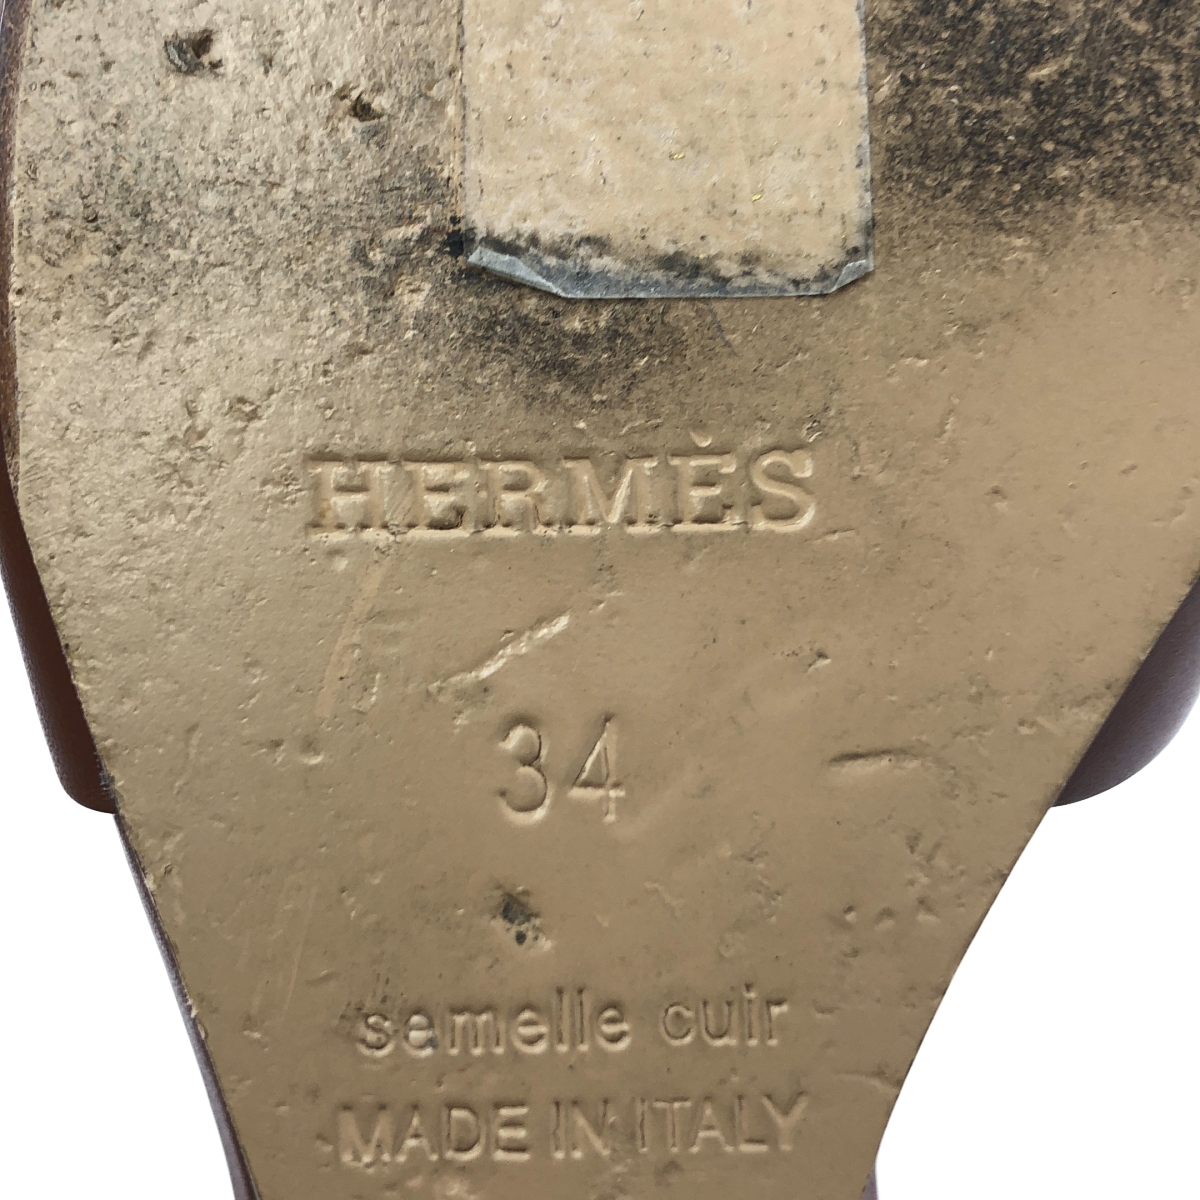 HERMÈS
34
semelle cuir
MADE IN ITALY